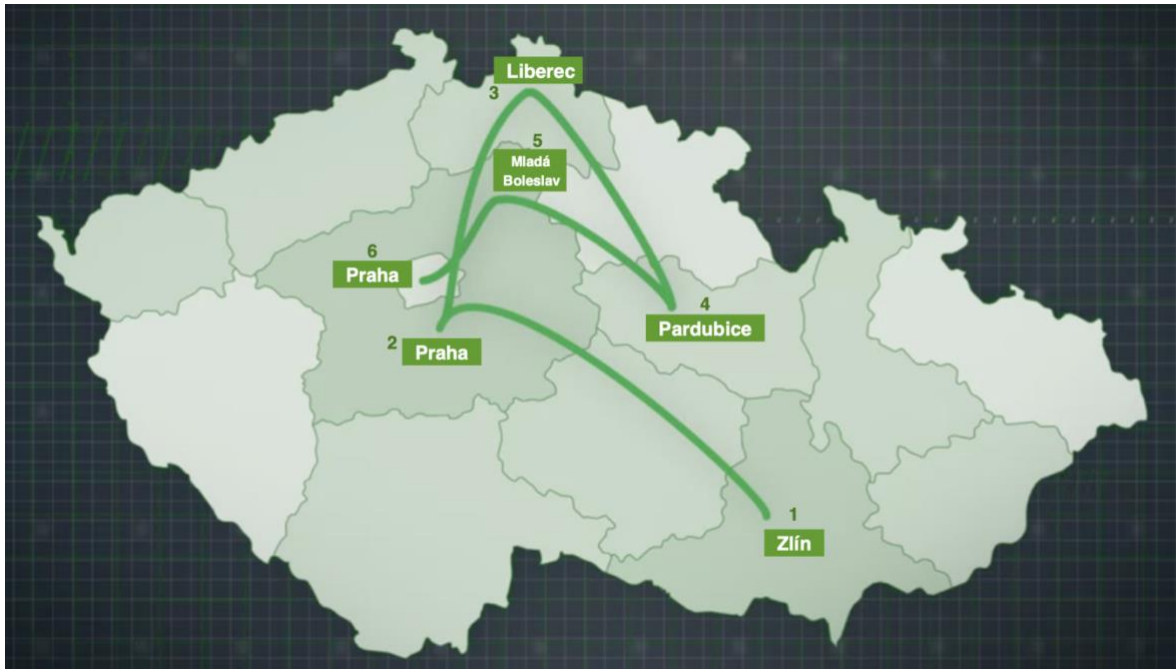 Liberec
3
5
Mladá
Boleslav
6
Praha
4
Pardubice
2
Praha
1
Zlín